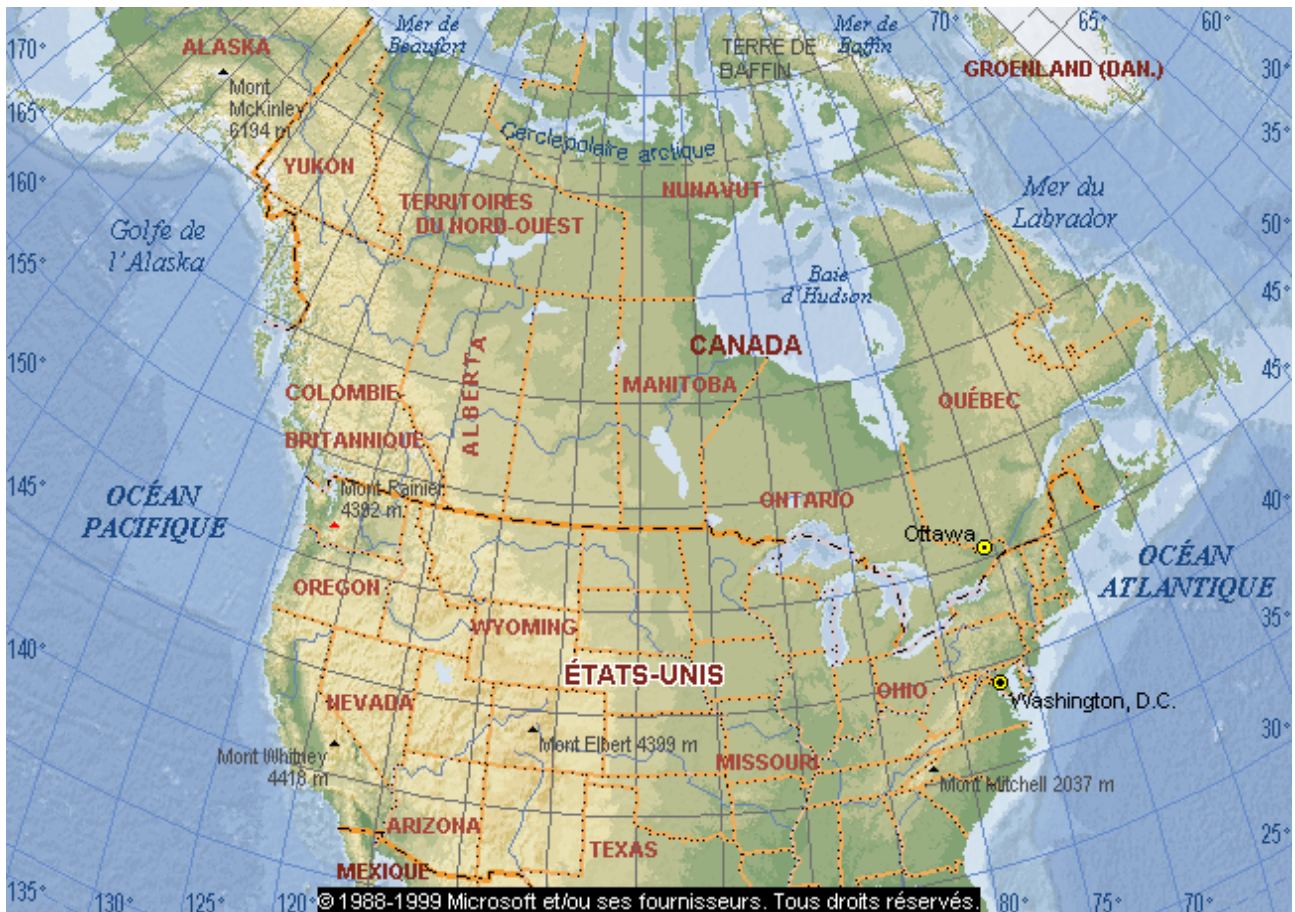 170°
ALASKA
Mer de
Beaufort
TERRE DE
BAFFIN
Mer de
Baffin
70°
65°
60°
GROENLAND (DAN.)
30°
Mont
McKinley
6194 m
165°
35°
Cercle polaire arctique
YUKON
160°
TERRITOIRES
DU NORD-OUEST
NUNAVUT
Mer du
Labrador
50°
Golfe de
l'Alaska
155°
Baie
d'Hudson
45°
150°
CANADA
45°
COLOMBIE
BRITANNIQUE
ALBERTA
MANITOBA
QUÉBEC
145°
OCÉAN
PACIFIQUE
Mont Rainier
4392 m
ONTARIO
40°
Ottawa
OCÉAN
ATLANTIQUE
OREGON
WYOMING
35°
140°
ÉTATS-UNIS
NEVADA
OHIO
Washington, D.C.
30°
Mont Whitney
4418 m
Mont Elbert 4399 m
MISSOURI
Mont Mitchell 2037 m
ARIZONA
TEXAS
25°
MEXIQUE
135°
130°
125°
120°
© 1988-1999 Microsoft et/ou ses fournisseurs. Tous droits réservés.
80°
75°
70°